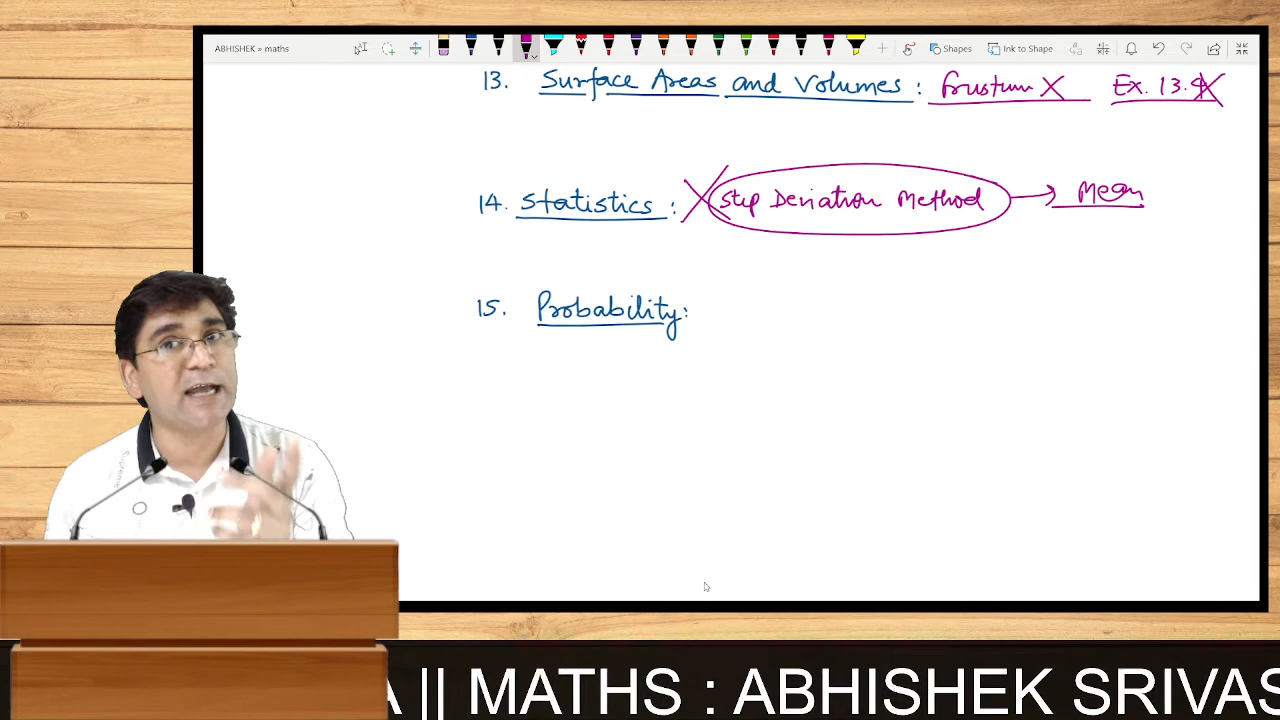 ABHISHEK » maths
Shapes
Ink to Shape
13. Surface Areas and Volumes : frustum X Ex. 13.4
14. Statistics : X Step Deviation Method → Mean
15. Probability:
A || MATHS : ABHISHEK SRIVAS